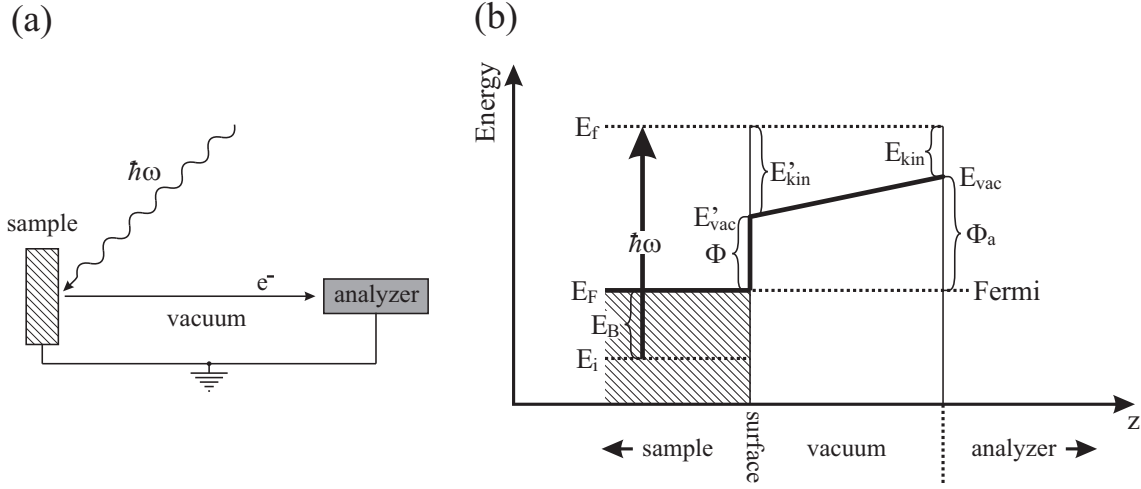 (a)
ħω
sample
e⁻
analyzer
vacuum
(b)
Energy
E_f
E_kin
E'_kin
E_vac
E'_vac
ħω
Φ
Φ_a
E_F
Fermi
E_B
E_i
z
surface
sample
vacuum
analyzer